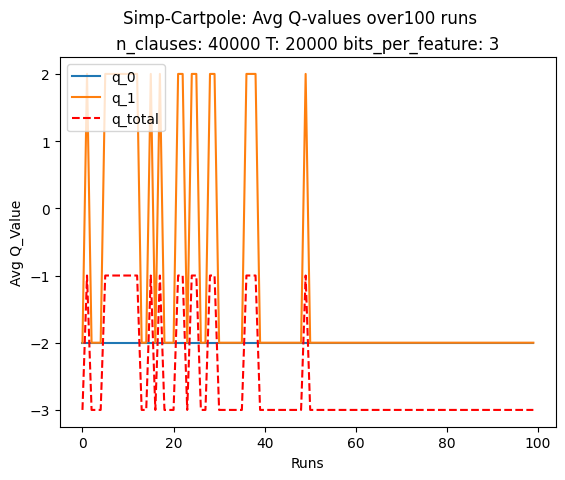 Simp-Cartpole: Avg Q-values over100 runs
n_clauses: 40000 T: 20000 bits_per_feature: 3
q_0
q_1
q_total
2
1
0
−1
−2
−3
Avg Q_Value
0 20 40 60 80 100
Runs